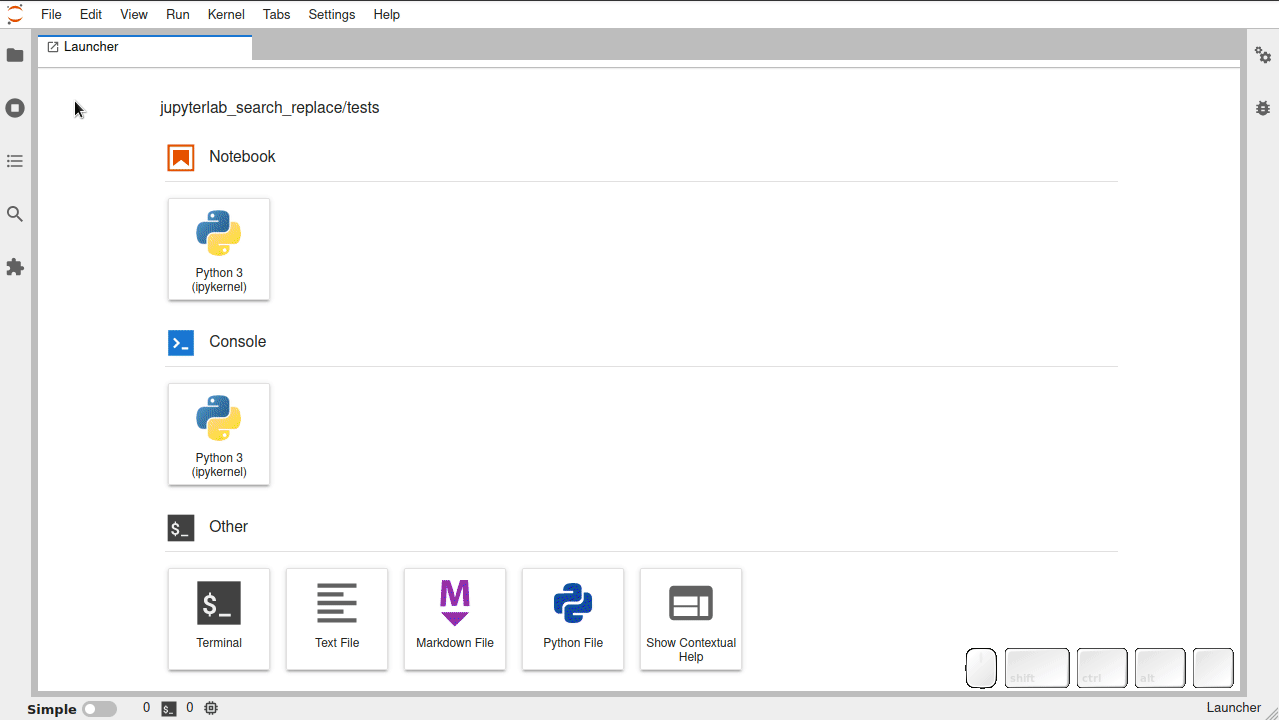 File Edit View Run Kernel Tabs Settings Help
Launcher
jupyterlab_search_replace/tests
Notebook
Python 3
(ipykernel)
Console
Python 3
(ipykernel)
Other
$_
Terminal
Text File
Markdown File
Python File
Show Contextual
Help
shift
ctrl
alt
Simple 0 $_ 0 Launcher